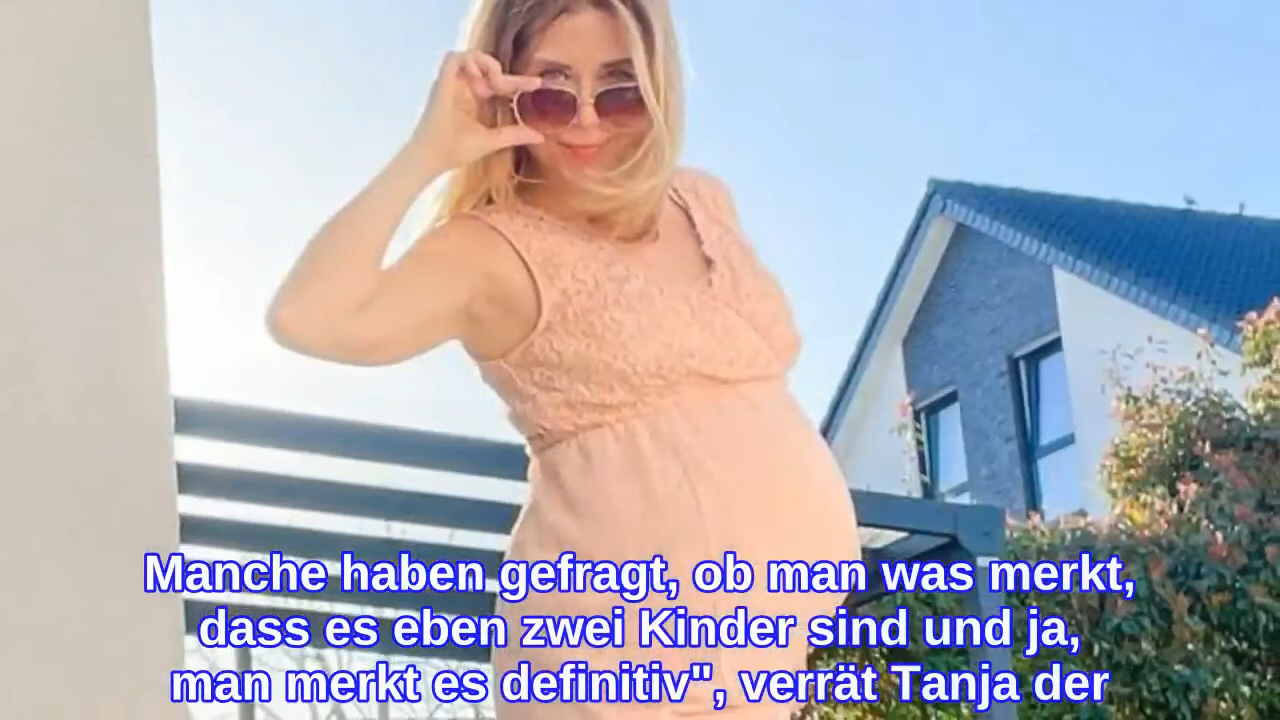 Manche haben gefragt, ob man was merkt,
dass es eben zwei Kinder sind und ja,
man merkt es definitiv", verrät Tanja der